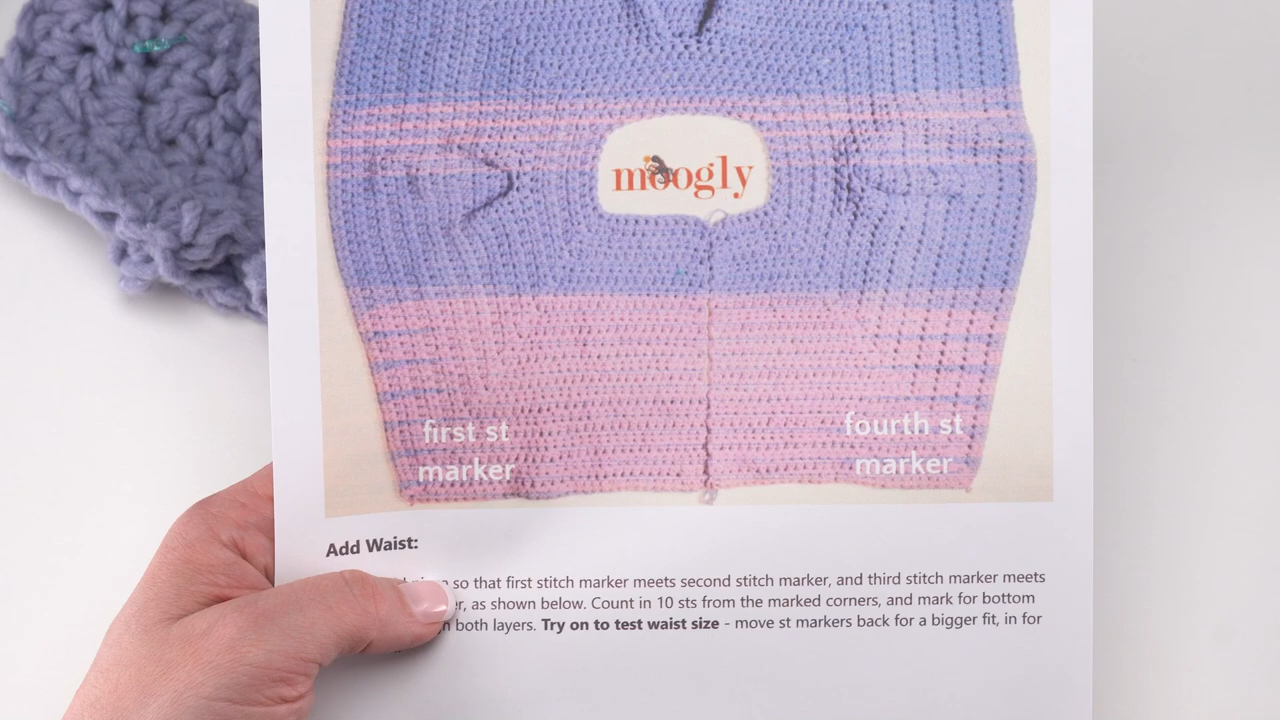 moogly
first st
marker
fourth st
marker
Add Waist:
so that first stitch marker meets second stitch marker, and third stitch marker meets
, as shown below. Count in 10 sts from the marked corners, and mark for bottom
both layers. Try on to test waist size - move st markers back for a bigger fit, in for